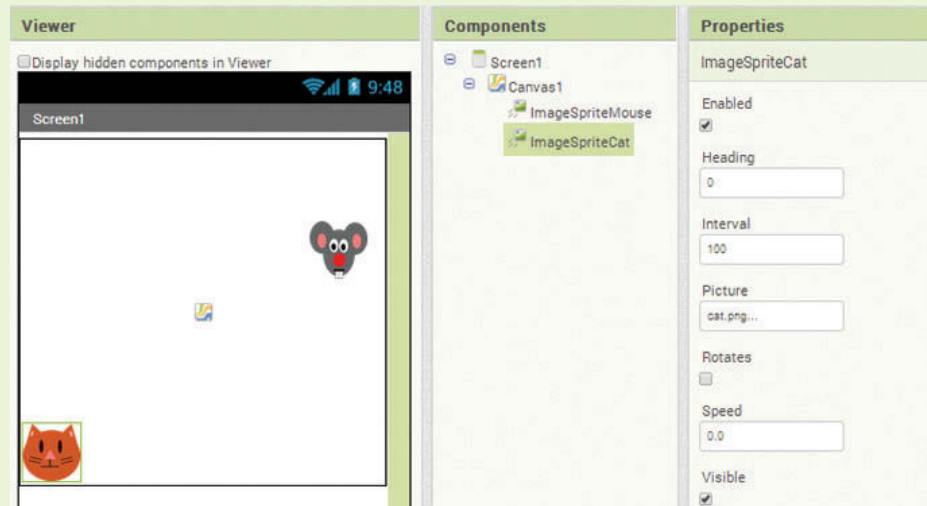 Viewer
Display hidden components in Viewer
9:48
Screen1
Components
Screen1
Canvas1
ImageSpriteMouse
ImageSpriteCat
Properties
ImageSpriteCat
Enabled
Heading
0
Interval
100
Picture
cat.png...
Rotates
Speed
0.0
Visible